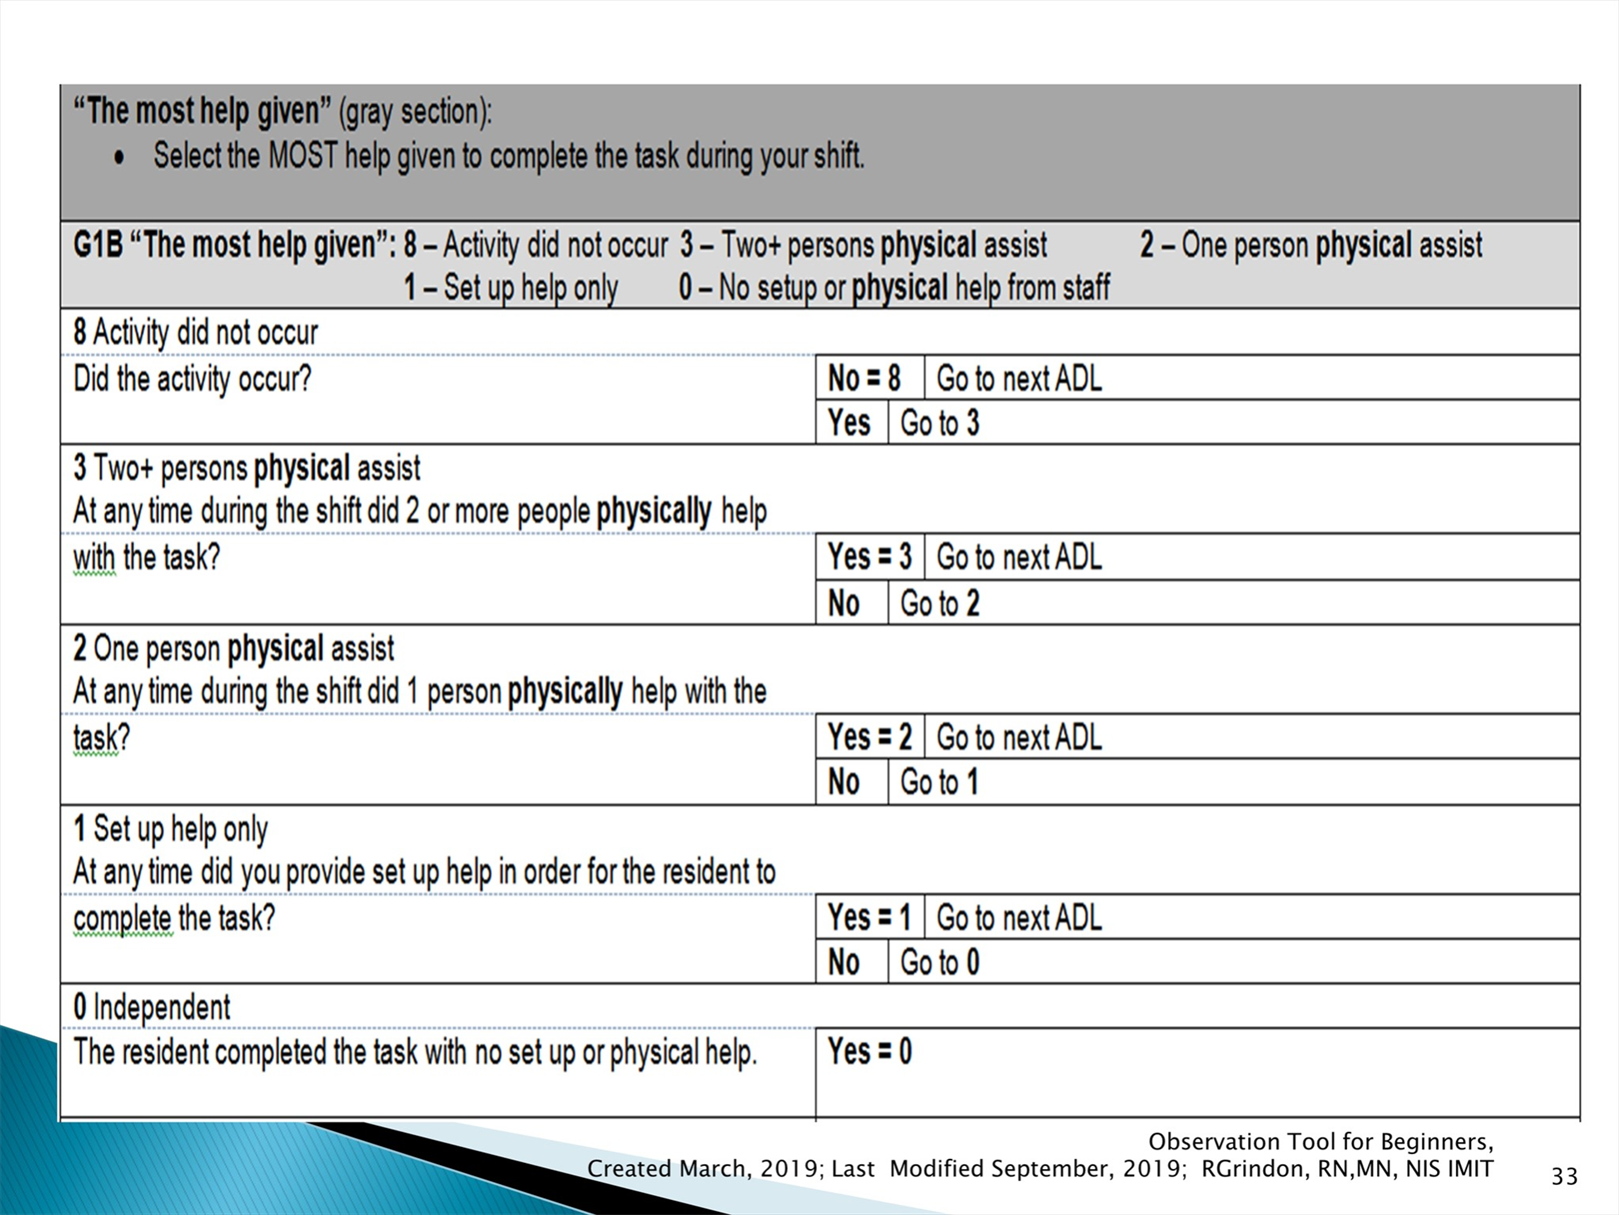 “The most help given” (gray section):
• Select the MOST help given to complete the task during your shift.
G1B “The most help given”: 8 – Activity did not occur 3 – Two+ persons physical assist 2 – One person physical assist
1 – Set up help only 0 – No setup or physical help from staff
8 Activity did not occur
Did the activity occur? No = 8 Go to next ADL
Yes Go to 3
3 Two+ persons physical assist
At any time during the shift did 2 or more people physically help
with the task? Yes = 3 Go to next ADL
No Go to 2
2 One person physical assist
At any time during the shift did 1 person physically help with the
task? Yes = 2 Go to next ADL
No Go to 1
1 Set up help only
At any time did you provide set up help in order for the resident to
complete the task? Yes = 1 Go to next ADL
No Go to 0
0 Independent
The resident completed the task with no set up or physical help. Yes = 0
Observation Tool for Beginners,
Created March, 2019; Last Modified September, 2019; RGrindon, RN,MN, NIS IMIT
33